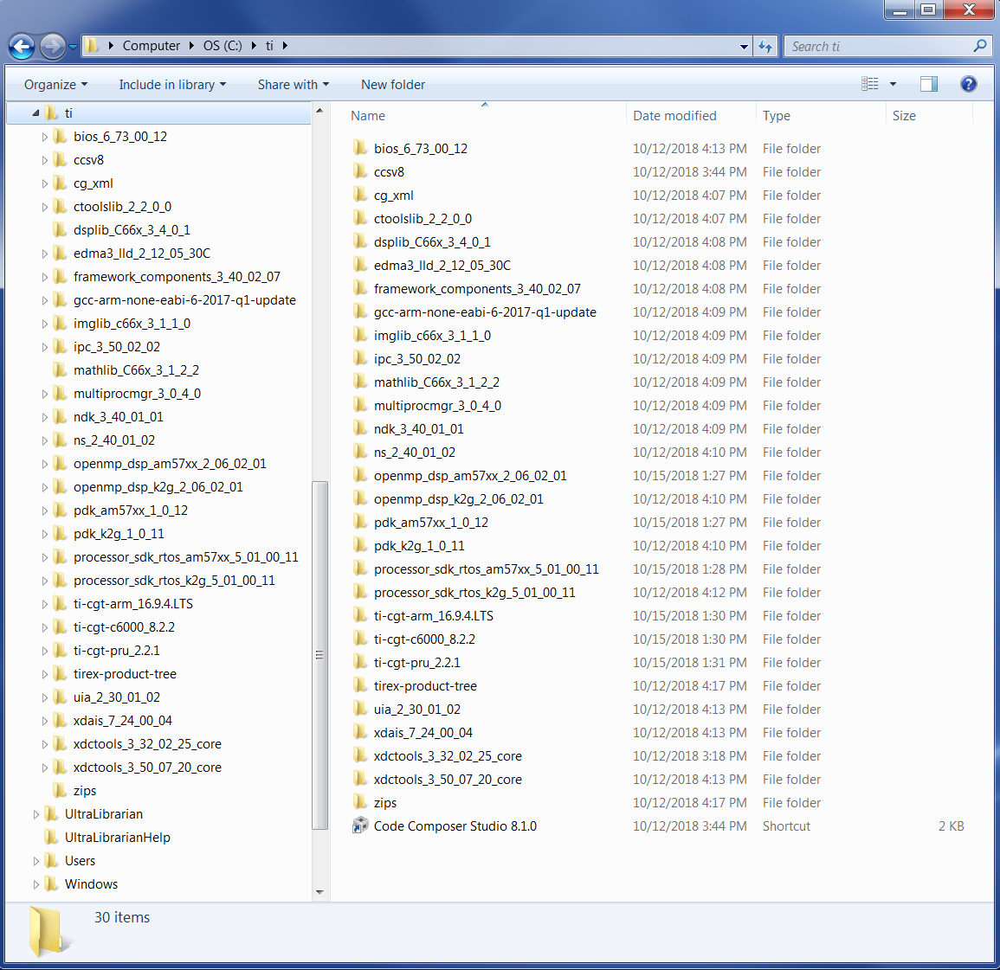 Computer OS (C:) ti
Search ti
Organize Include in library Share with New folder
ti
bios_6_73_00_12
ccsv8
cg_xml
ctoolslib_2_2_0_0
dsplib_C66x_3_4_0_1
edma3_lld_2_12_05_30C
framework_components_3_40_02_07
gcc-arm-none-eabi-6-2017-q1-update
imglib_c66x_3_1_1_0
ipc_3_50_02_02
mathlib_C66x_3_1_2_2
multiprocmgr_3_0_4_0
ndk_3_40_01_01
ns_2_40_01_02
openmp_dsp_am57xx_2_06_02_01
openmp_dsp_k2g_2_06_02_01
pdk_am57xx_1_0_12
pdk_k2g_1_0_11
processor_sdk_rtos_am57xx_5_01_00_11
processor_sdk_rtos_k2g_5_01_00_11
ti-cgt-arm_16.9.4.LTS
ti-cgt-c6000_8.2.2
ti-cgt-pru_2.2.1
tirex-product-tree
uia_2_30_01_02
xdais_7_24_00_04
xdctools_3_32_02_25_core
xdctools_3_50_07_20_core
zips
UltraLibrarian
UltraLibrarianHelp
Users
Windows
Name Date modified Type Size
bios_6_73_00_12 10/12/2018 4:13 PM File folder
ccsv8 10/12/2018 3:44 PM File folder
cg_xml 10/12/2018 4:07 PM File folder
ctoolslib_2_2_0_0 10/12/2018 4:07 PM File folder
dsplib_C66x_3_4_0_1 10/12/2018 4:08 PM File folder
edma3_lld_2_12_05_30C 10/12/2018 4:08 PM File folder
framework_components_3_40_02_07 10/12/2018 4:08 PM File folder
gcc-arm-none-eabi-6-2017-q1-update 10/12/2018 4:09 PM File folder
imglib_c66x_3_1_1_0 10/12/2018 4:09 PM File folder
ipc_3_50_02_02 10/12/2018 4:09 PM File folder
mathlib_C66x_3_1_2_2 10/12/2018 4:09 PM File folder
multiprocmgr_3_0_4_0 10/12/2018 4:09 PM File folder
ndk_3_40_01_01 10/12/2018 4:09 PM File folder
ns_2_40_01_02 10/12/2018 4:10 PM File folder
openmp_dsp_am57xx_2_06_02_01 10/15/2018 1:27 PM File folder
openmp_dsp_k2g_2_06_02_01 10/12/2018 4:10 PM File folder
pdk_am57xx_1_0_12 10/15/2018 1:27 PM File folder
pdk_k2g_1_0_11 10/12/2018 4:10 PM File folder
processor_sdk_rtos_am57xx_5_01_00_11 10/15/2018 1:28 PM File folder
processor_sdk_rtos_k2g_5_01_00_11 10/12/2018 4:12 PM File folder
ti-cgt-arm_16.9.4.LTS 10/15/2018 1:30 PM File folder
ti-cgt-c6000_8.2.2 10/15/2018 1:30 PM File folder
ti-cgt-pru_2.2.1 10/15/2018 1:31 PM File folder
tirex-product-tree 10/12/2018 4:17 PM File folder
uia_2_30_01_02 10/12/2018 4:13 PM File folder
xdais_7_24_00_04 10/12/2018 4:13 PM File folder
xdctools_3_32_02_25_core 10/12/2018 3:18 PM File folder
xdctools_3_50_07_20_core 10/12/2018 4:13 PM File folder
zips 10/12/2018 4:17 PM File folder
Code Composer Studio 8.1.0 10/12/2018 3:44 PM Shortcut 2 KB
30 items